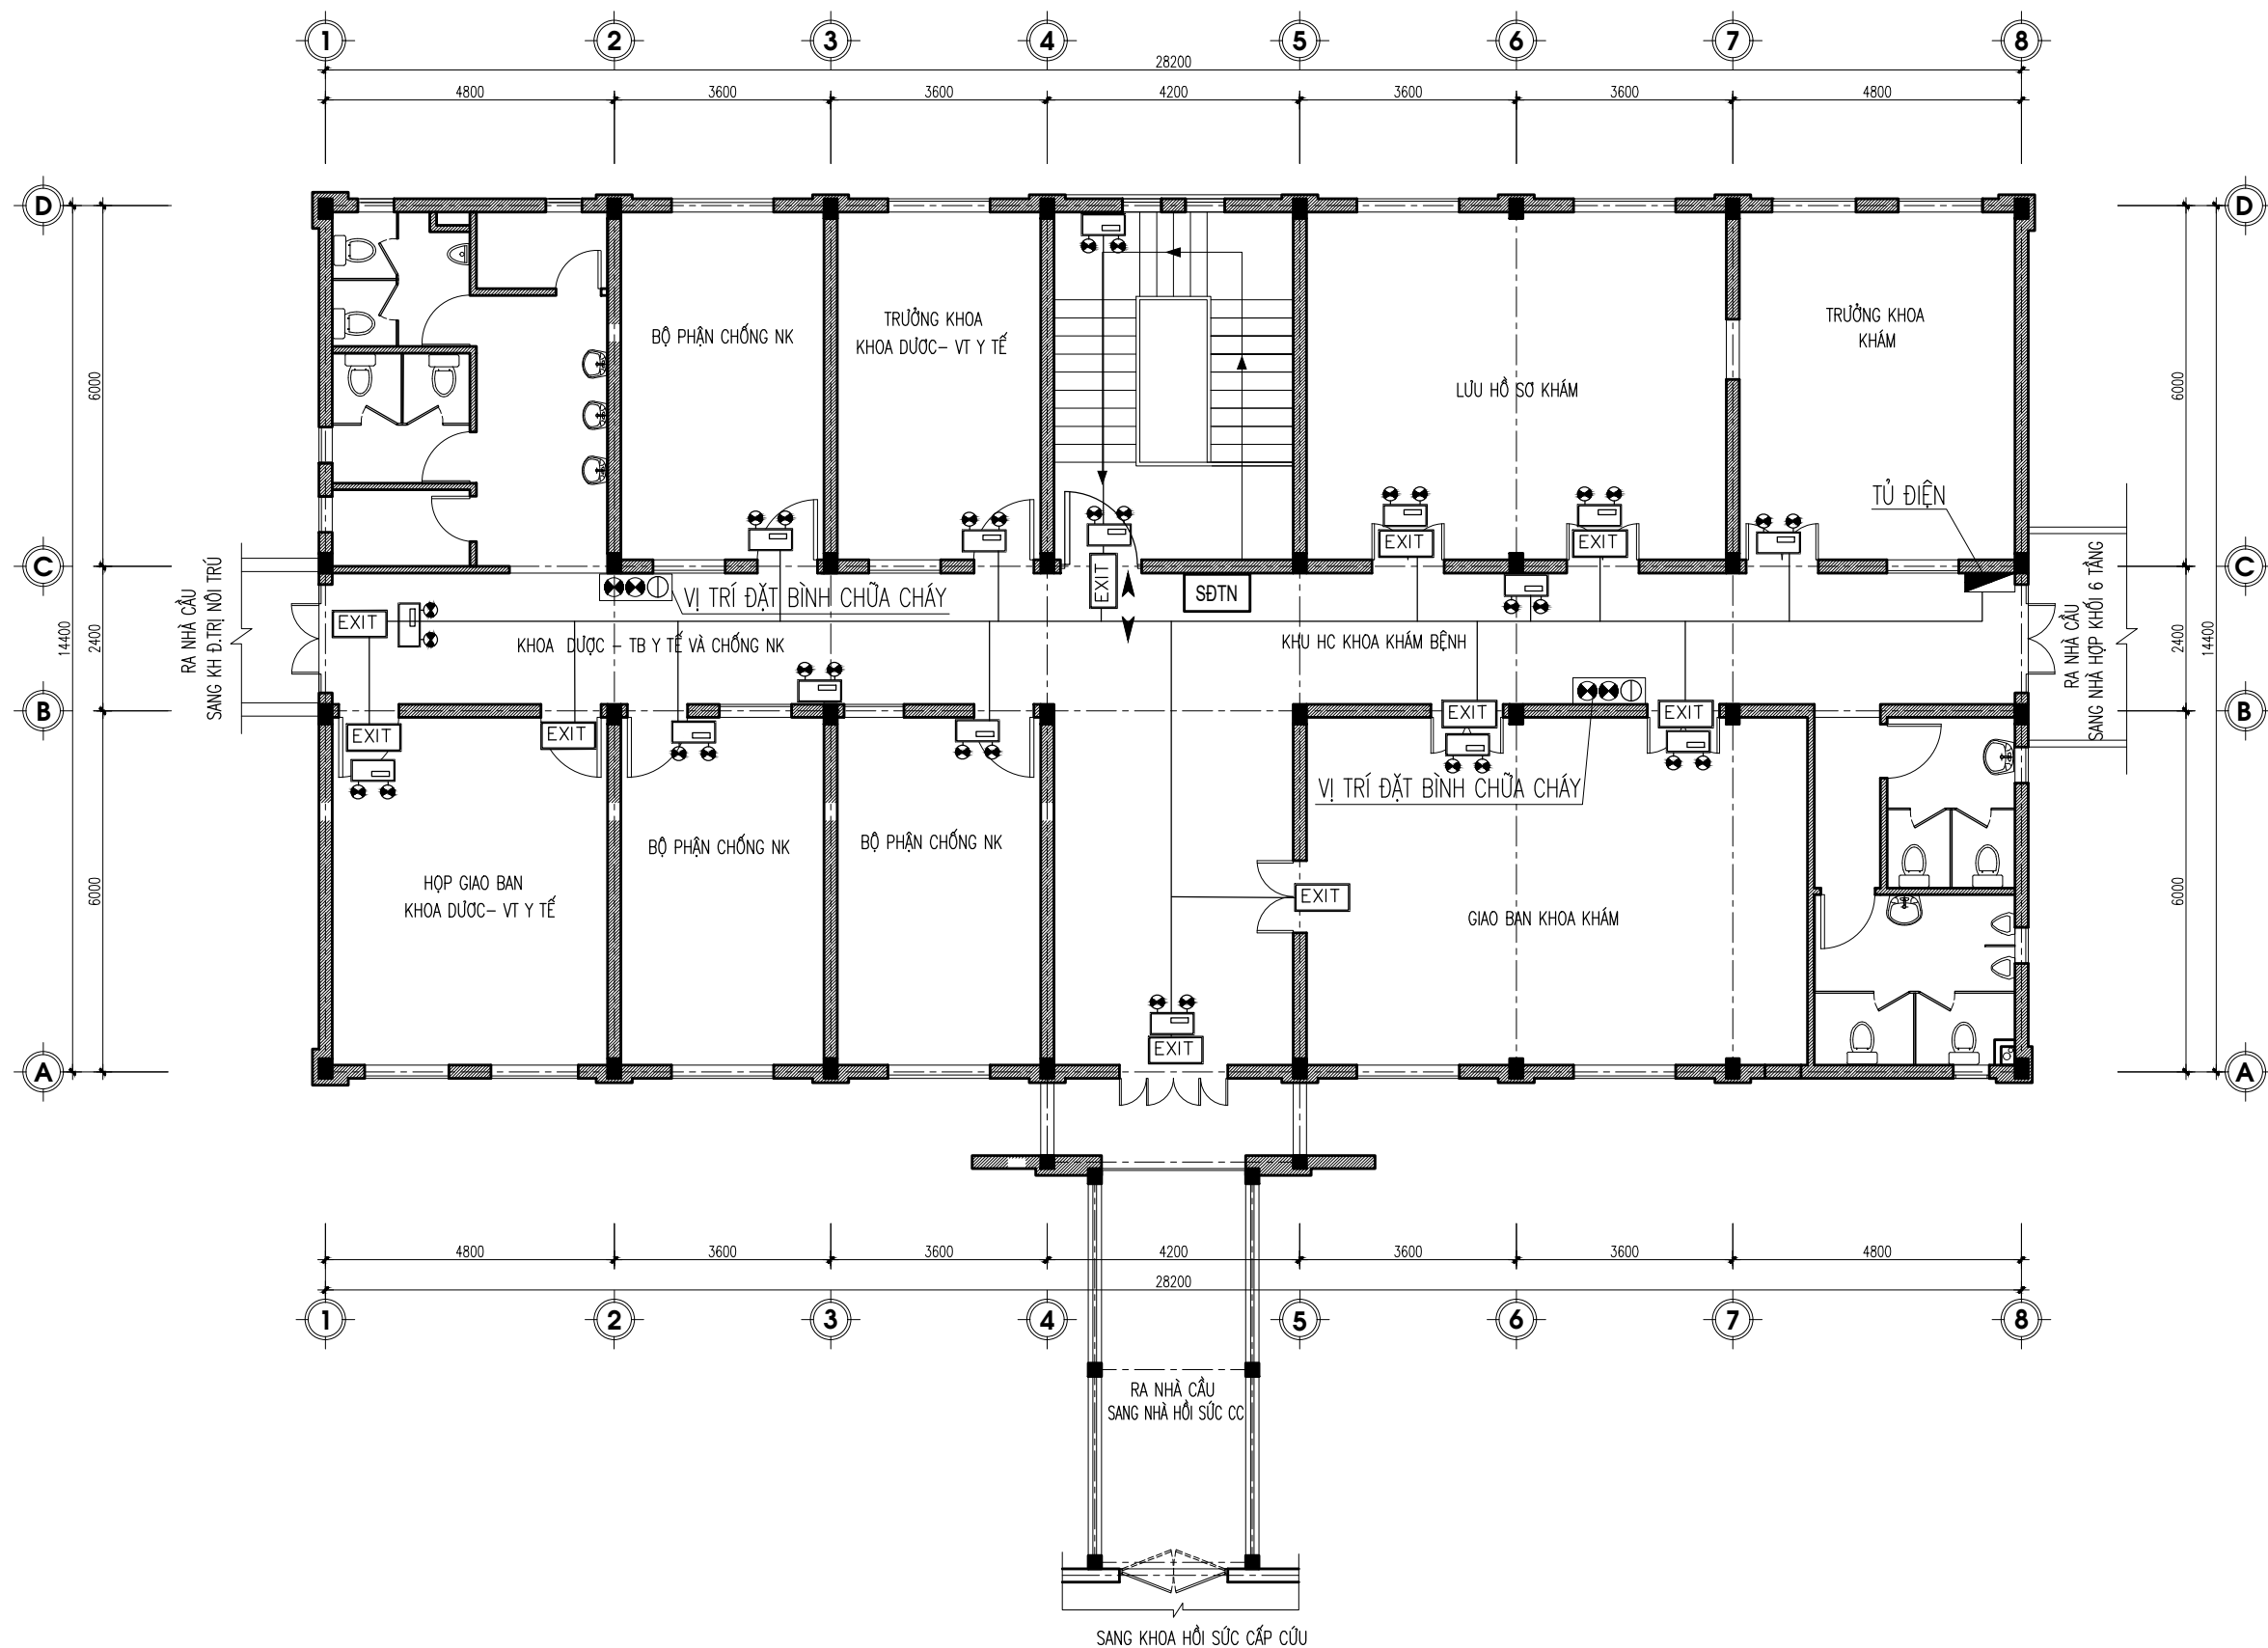 1 2 3 4 5 6 7 8
28200
4800 3600 3600 4200 3600 3600 4800
D D
BỘ PHẬN CHỐNG NK
TRƯỞNG KHOA
KHOA DƯỢC- VT Y TẾ
TRƯỞNG KHOA
KHÁM
LƯU HỒ SƠ KHÁM
6000 6000
TỦ ĐIỆN
EXIT EXIT
C C
EXIT
SĐTN
VỊ TRÍ ĐẶT BÌNH CHỮA CHÁY
EXIT
RA NHÀ CẦU
SANG KH Đ.TRỊ NỘI TRÚ
14400
2400
KHOA DƯỢC - TB Y TẾ VÀ CHỐNG NK
KHU HC KHOA KHÁM BỆNH
RA NHÀ CẦU
SANG NHÀ HỢP KHỐI 6 TẦNG
2400
14400
B B
EXIT EXIT
EXIT EXIT
VỊ TRÍ ĐẶT BÌNH CHỮA CHÁY
BỘ PHẬN CHỐNG NK
BỘ PHẬN CHỐNG NK
HỌP GIAO BAN
KHOA DƯỢC- VT Y TẾ
6000 6000
EXIT
GIAO BAN KHOA KHÁM
EXIT
A A
4800 3600 3600 4200 3600 3600 4800
28200
1 2 3 4 5 6 7 8
RA NHÀ CẦU
SANG NHÀ HỒI SỨC CC
SANG KHOA HỒI SỨC CẤP CỨU